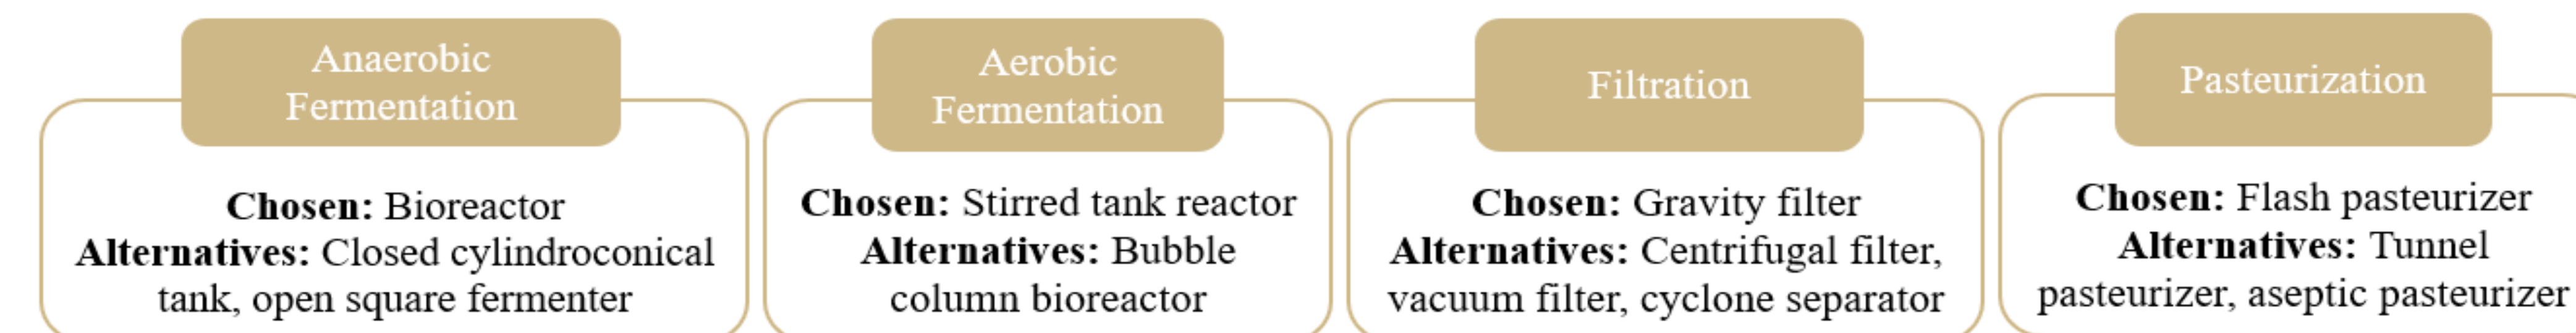 Anaerobic
Fermentation
Chosen: Bioreactor
Alternatives: Closed cylindroconical
tank, open square fermenter
Aerobic
Fermentation
Chosen: Stirred tank reactor
Alternatives: Bubble
column bioreactor
Filtration
Chosen: Gravity filter
Alternatives: Centrifugal filter,
vacuum filter, cyclone separator
Pasteurization
Chosen: Flash pasteurizer
Alternatives: Tunnel
pasteurizer, aseptic pasteurizer